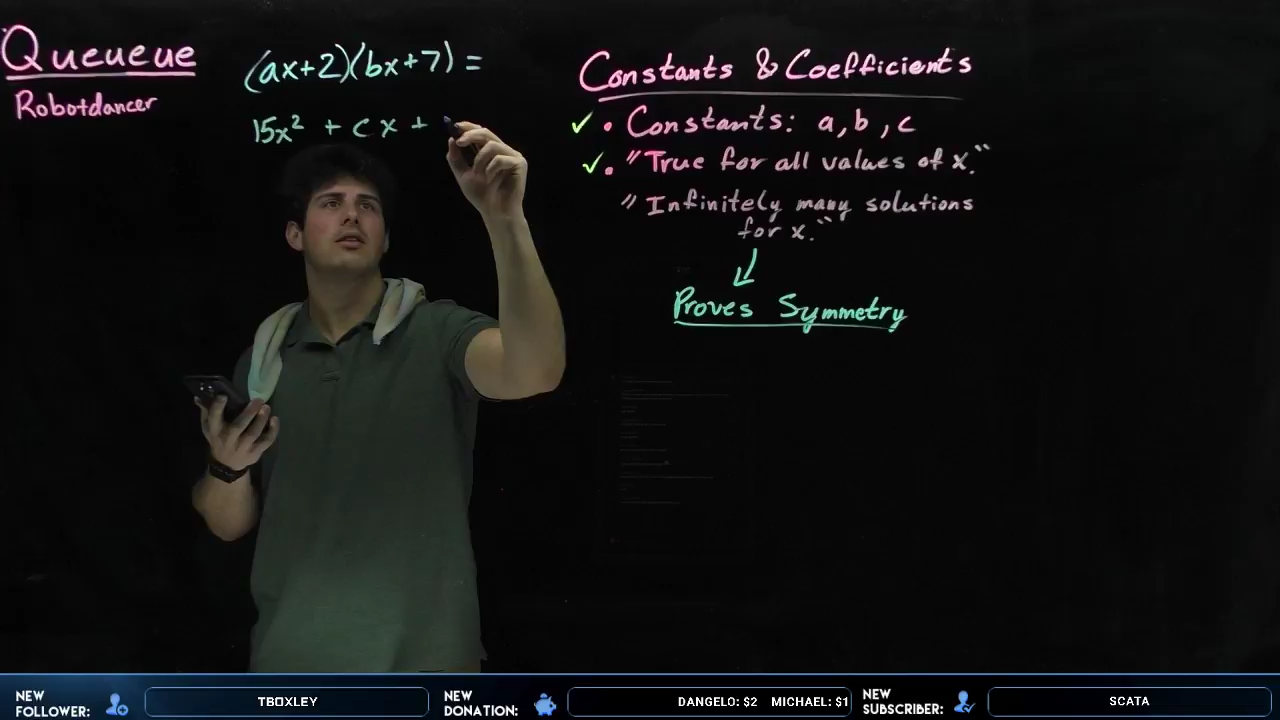 Queueue
Robotdancer
(ax+2)(bx+7) =
15x² + cx +
Constants & Coefficients
✓ • Constants: a, b, c
✓ • "True for all values of x."
"Infinitely many solutions
for x."
↓
Proves Symmetry
NEW FOLLOWER: TBOXLEY
NEW DONATION: DANGELO: $2 MICHAEL: $1
NEW SUBSCRIBER: SCATA